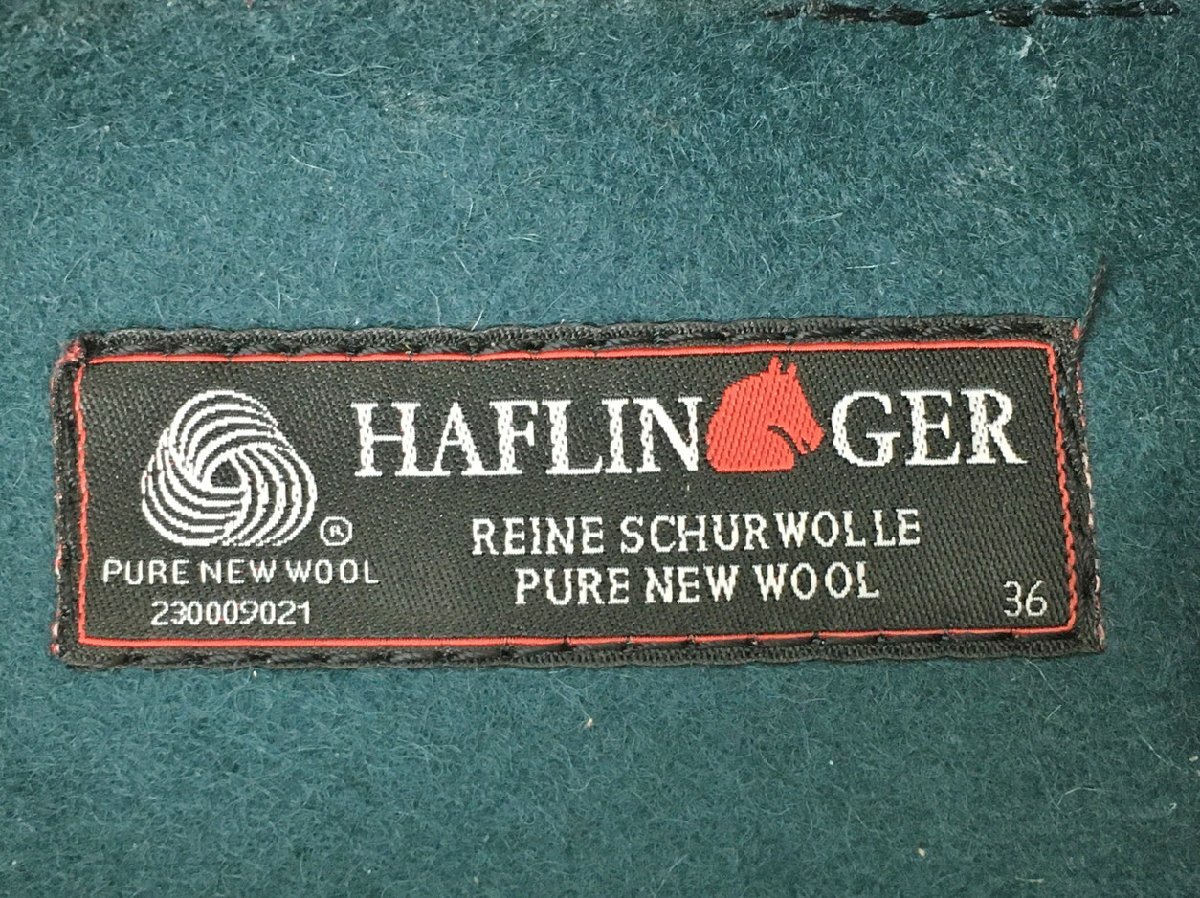 HAFLINGER
REINE SCHURWOLLE
PURE NEW WOOL
®
PURE NEW WOOL
230009021
36